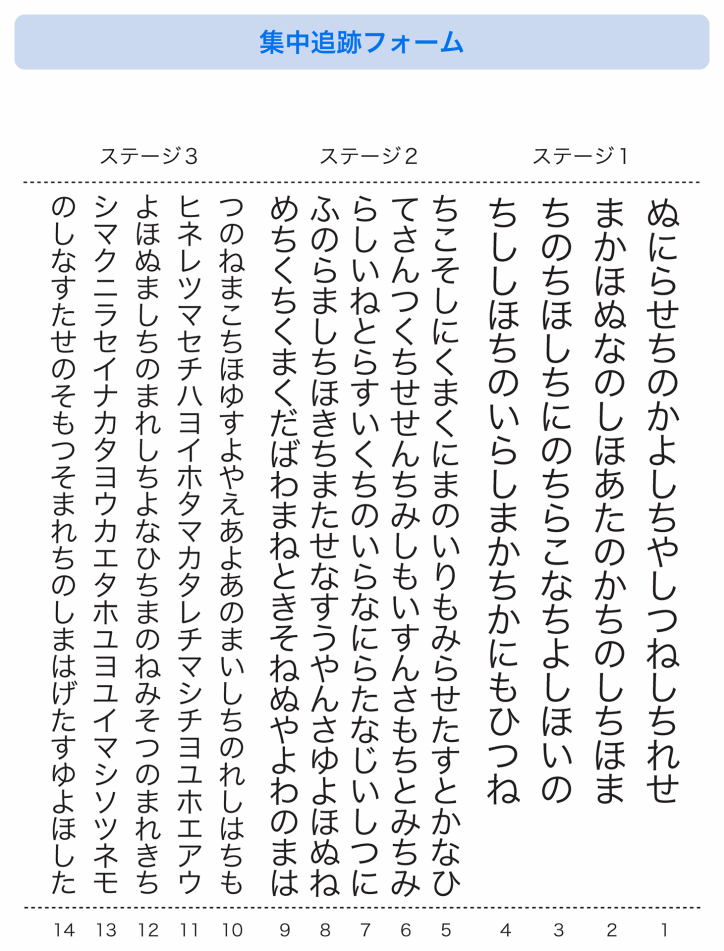 集中追跡フォーム
ステージ1
ぬにらせちのかよしちやしつねしちれせ
まかほぬなのしほあたのかちのしちほま
ちのちほしちにのちらこなちよしほいの
ちししほちのいらしまかちかにもひつね
1
2
3
4
ステージ2
ちこそしにくまくにまのいりもみらせたすとかなひ
てさんつくちせせんちみしもいすんさもちとみちみ
らしいねとらすいくちのいらなにらたなじいしつに
ふのらましちほきちまたせなすうやんさゆよほぬね
めちくちくまくだばわまねときそねぬやよわのまは
5
6
7
8
9
ステージ3
つのねまこちほゆすよやえあよあのまいしちのれしはちも
ヒネレツマセチハヨイホタマカタレチマシチヨユホエアウ
よほぬましちのまれしちよなひちまのねみそつのまれきち
シマクニラセイナカタヨウカエタホユヨユイマシソツネモ
のしなすたせのそもつそまれちのしまはげたすゆよほした
10
11
12
13
14